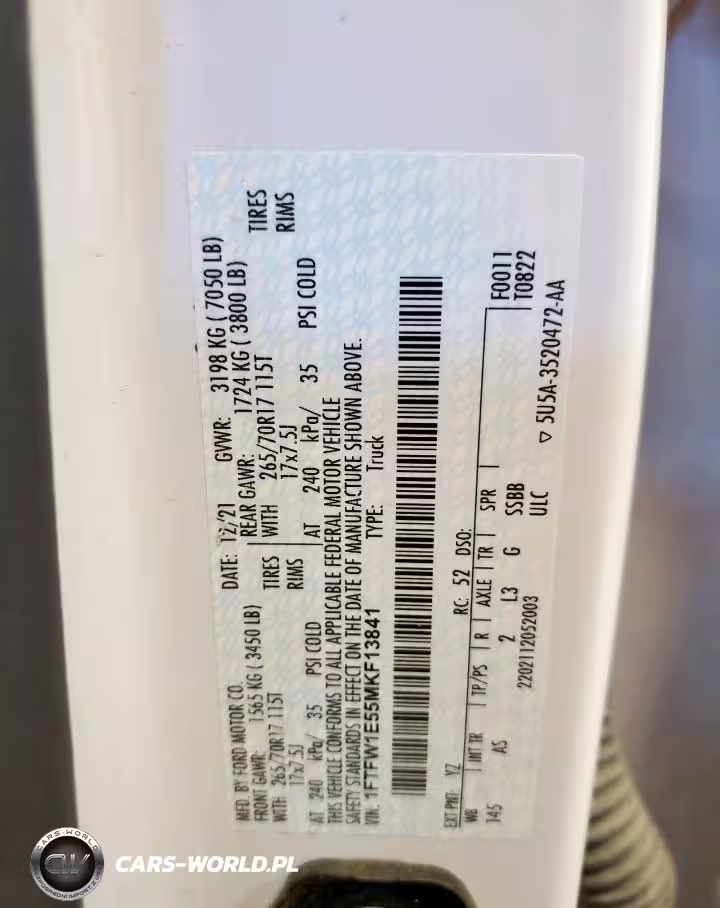 MFD. BY FORD MOTOR CO.
DATE: 12/21 GVWR: 3198 KG ( 7050 LB)
FRONT GAWR: 1565 KG ( 3450 LB)
REAR GAWR: 1724 KG ( 3800 LB)
WITH 265/70R17 115T TIRES
WITH 265/70R17 115T TIRES
17x7.5J RIMS
17x7.5J RIMS
AT 240 kPa/ 35 PSI COLD
AT 240 kPa/ 35 PSI COLD
THIS VEHICLE CONFORMS TO ALL APPLICABLE FEDERAL MOTOR VEHICLE
SAFETY STANDARDS IN EFFECT ON THE DATE OF MANUFACTURE SHOWN ABOVE.
VIN: 1FTFW1E55MKF13841 TYPE: Truck
EXT PNT: YZ RC: 52 DSO:
WB INT TR TP/PS R AXLE TR SPR F0011
145 AS 2 L3 G SSBB T0822
2202112052003 ULC
▽ 5U5A-3520472-AA
CARS-WORLD
CW
CARS-WORLD.PL